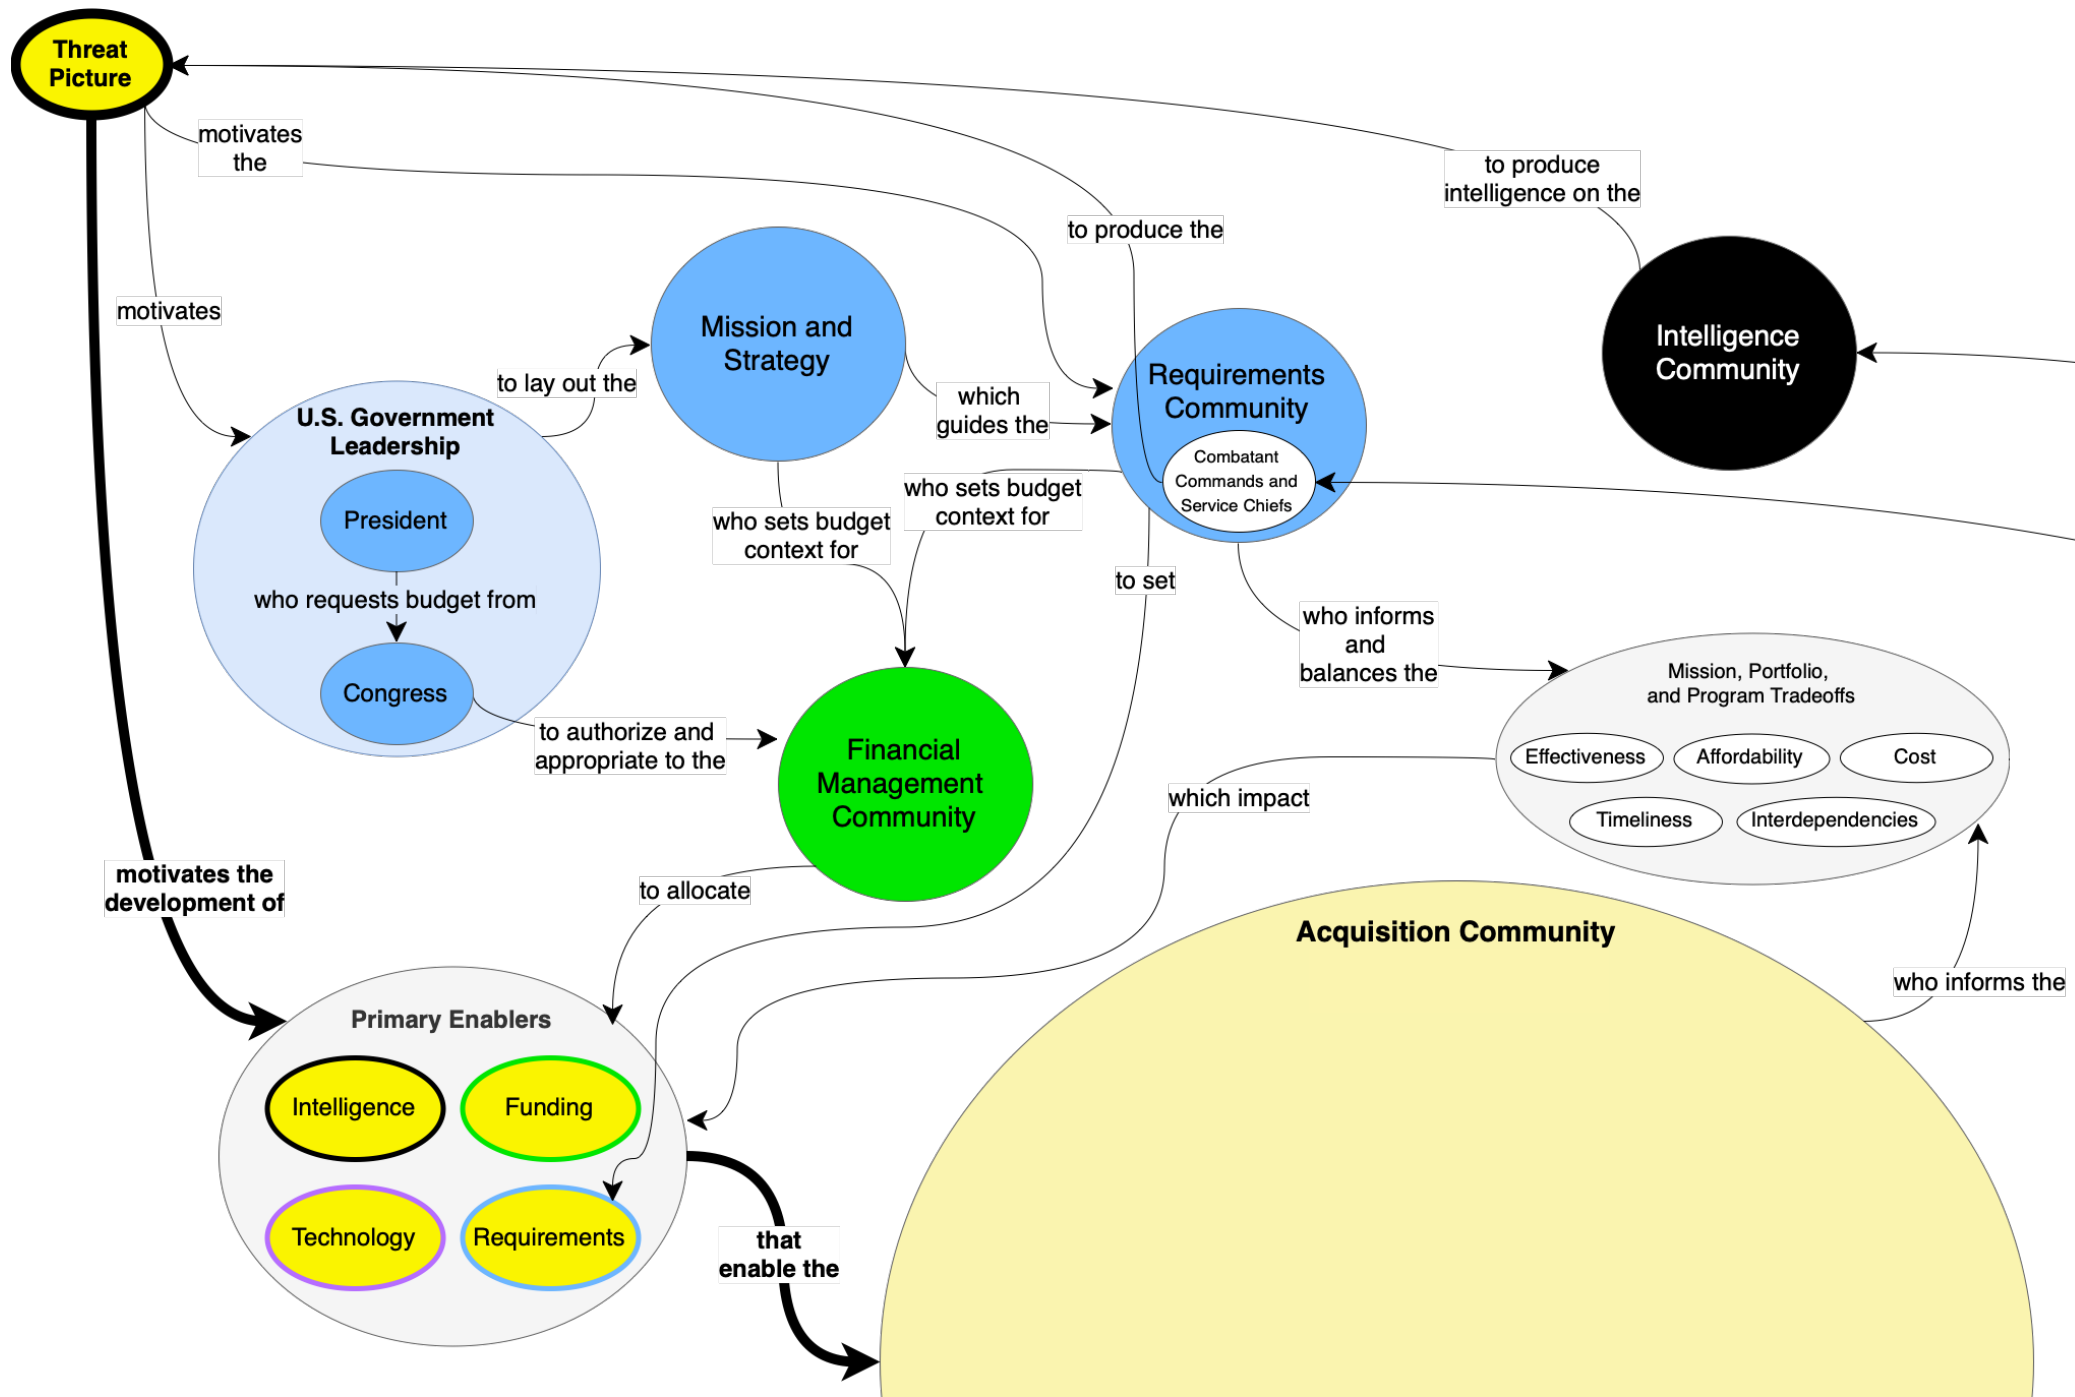 Threat
Picture
motivates
the
to produce
intelligence on the
to produce the
motivates
Mission and
Strategy
Intelligence
Community
to lay out the
which
guides the
Requirements
Community
Combatant
Commands and
Service Chiefs
U.S. Government
Leadership
President
who requests budget from
Congress
who sets budget
context for
who sets budget
context for
to set
who informs
and
balances the
to authorize and
appropriate to the
Financial
Management
Community
Mission, Portfolio,
and Program Tradeoffs
Effectiveness
Affordability
Cost
Timeliness
Interdependencies
which impact
motivates the
development of
to allocate
Acquisition Community
who informs the
Primary Enablers
Intelligence
Funding
Technology
Requirements
that
enable the